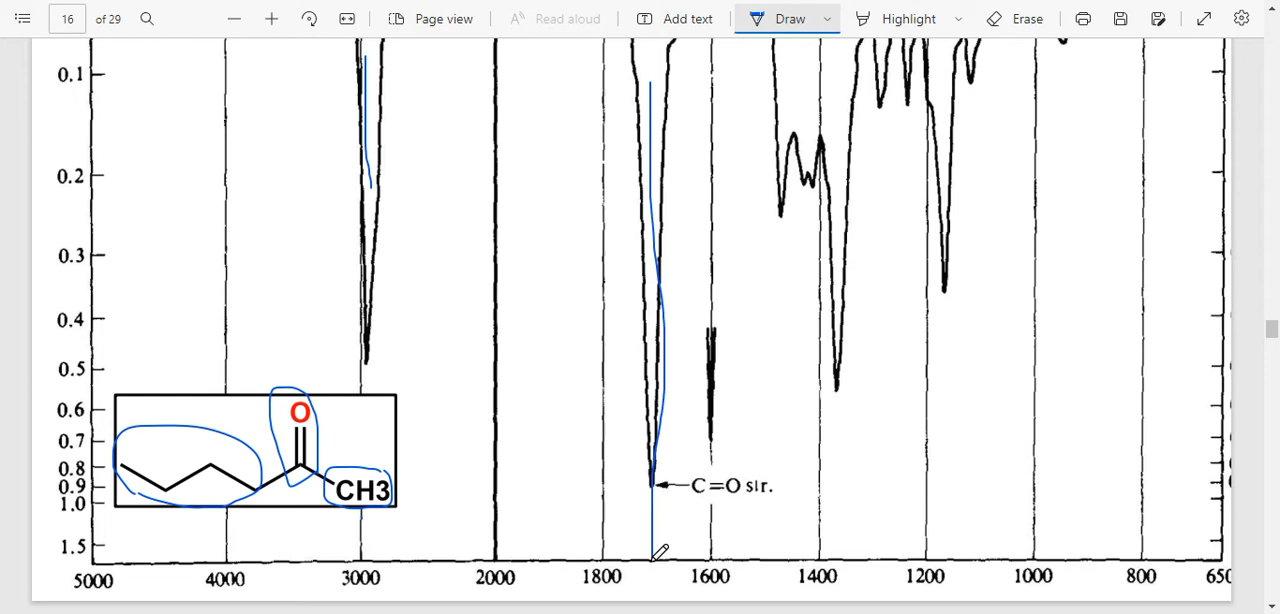 16 of 29 Page view Read aloud Add text Draw Highlight Erase
0.1
0.2
0.3
0.4
0.5
0.6
0.7
0.8
0.9
1.0
1.5
O
CH3
C=O str.
5000 4000 3000 2000 1800 1600 1400 1200 1000 800 650